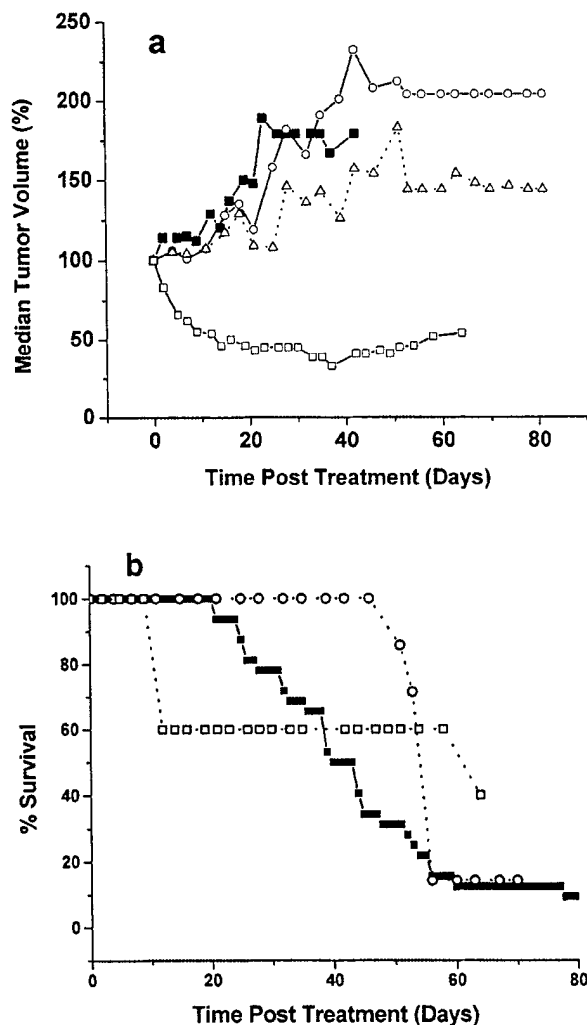 a
250
200
150
100
50
0
Median Tumor Volume (%)
0 20 40 60 80
Time Post Treatment (Days)
b
100
80
60
40
20
0
% Survival
0 20 40 60 80
Time Post Treatment (Days)